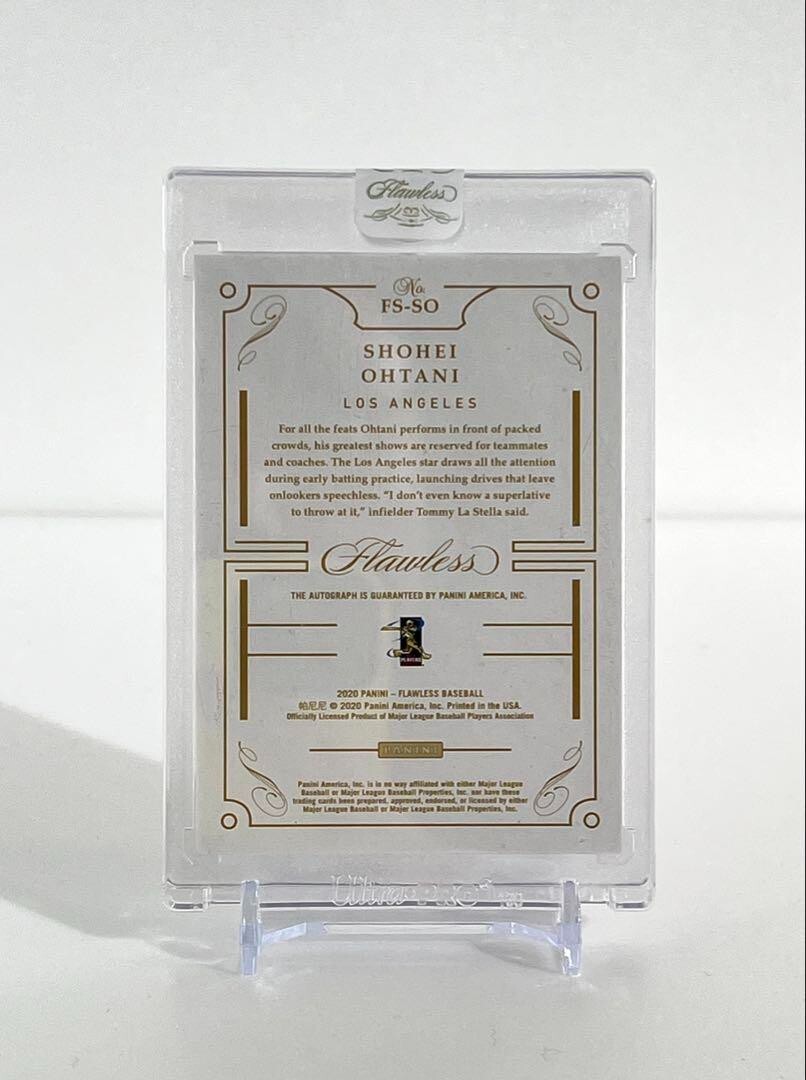 Flawless
No.
FS-SO
SHOHEI
OHTANI
LOS ANGELES
For all the feats Ohtani performs in front of packed
crowds, his greatest shows are reserved for teammates
and coaches. The Los Angeles star draws all the attention
during early batting practice, launching drives that leave
onlookers speechless. “I don’t even know a superlative
to throw at it,” infielder Tommy La Stella said.
Flawless
THE AUTOGRAPH IS GUARANTEED BY PANINI AMERICA, INC.
PLAYERS
2020 PANINI – FLAWLESS BASEBALL
帕尼尼 © 2020 Panini America, Inc. Printed in the USA.
Officially Licensed Product of Major League Baseball Players Association
PANINI
Panini America, Inc. is in no way affiliated with either Major League
Baseball or Major League Baseball Properties, Inc. nor have these
trading cards been prepared, approved, endorsed, or licensed by either
Major League Baseball or Major League Baseball Properties, Inc.
Ultra PRO